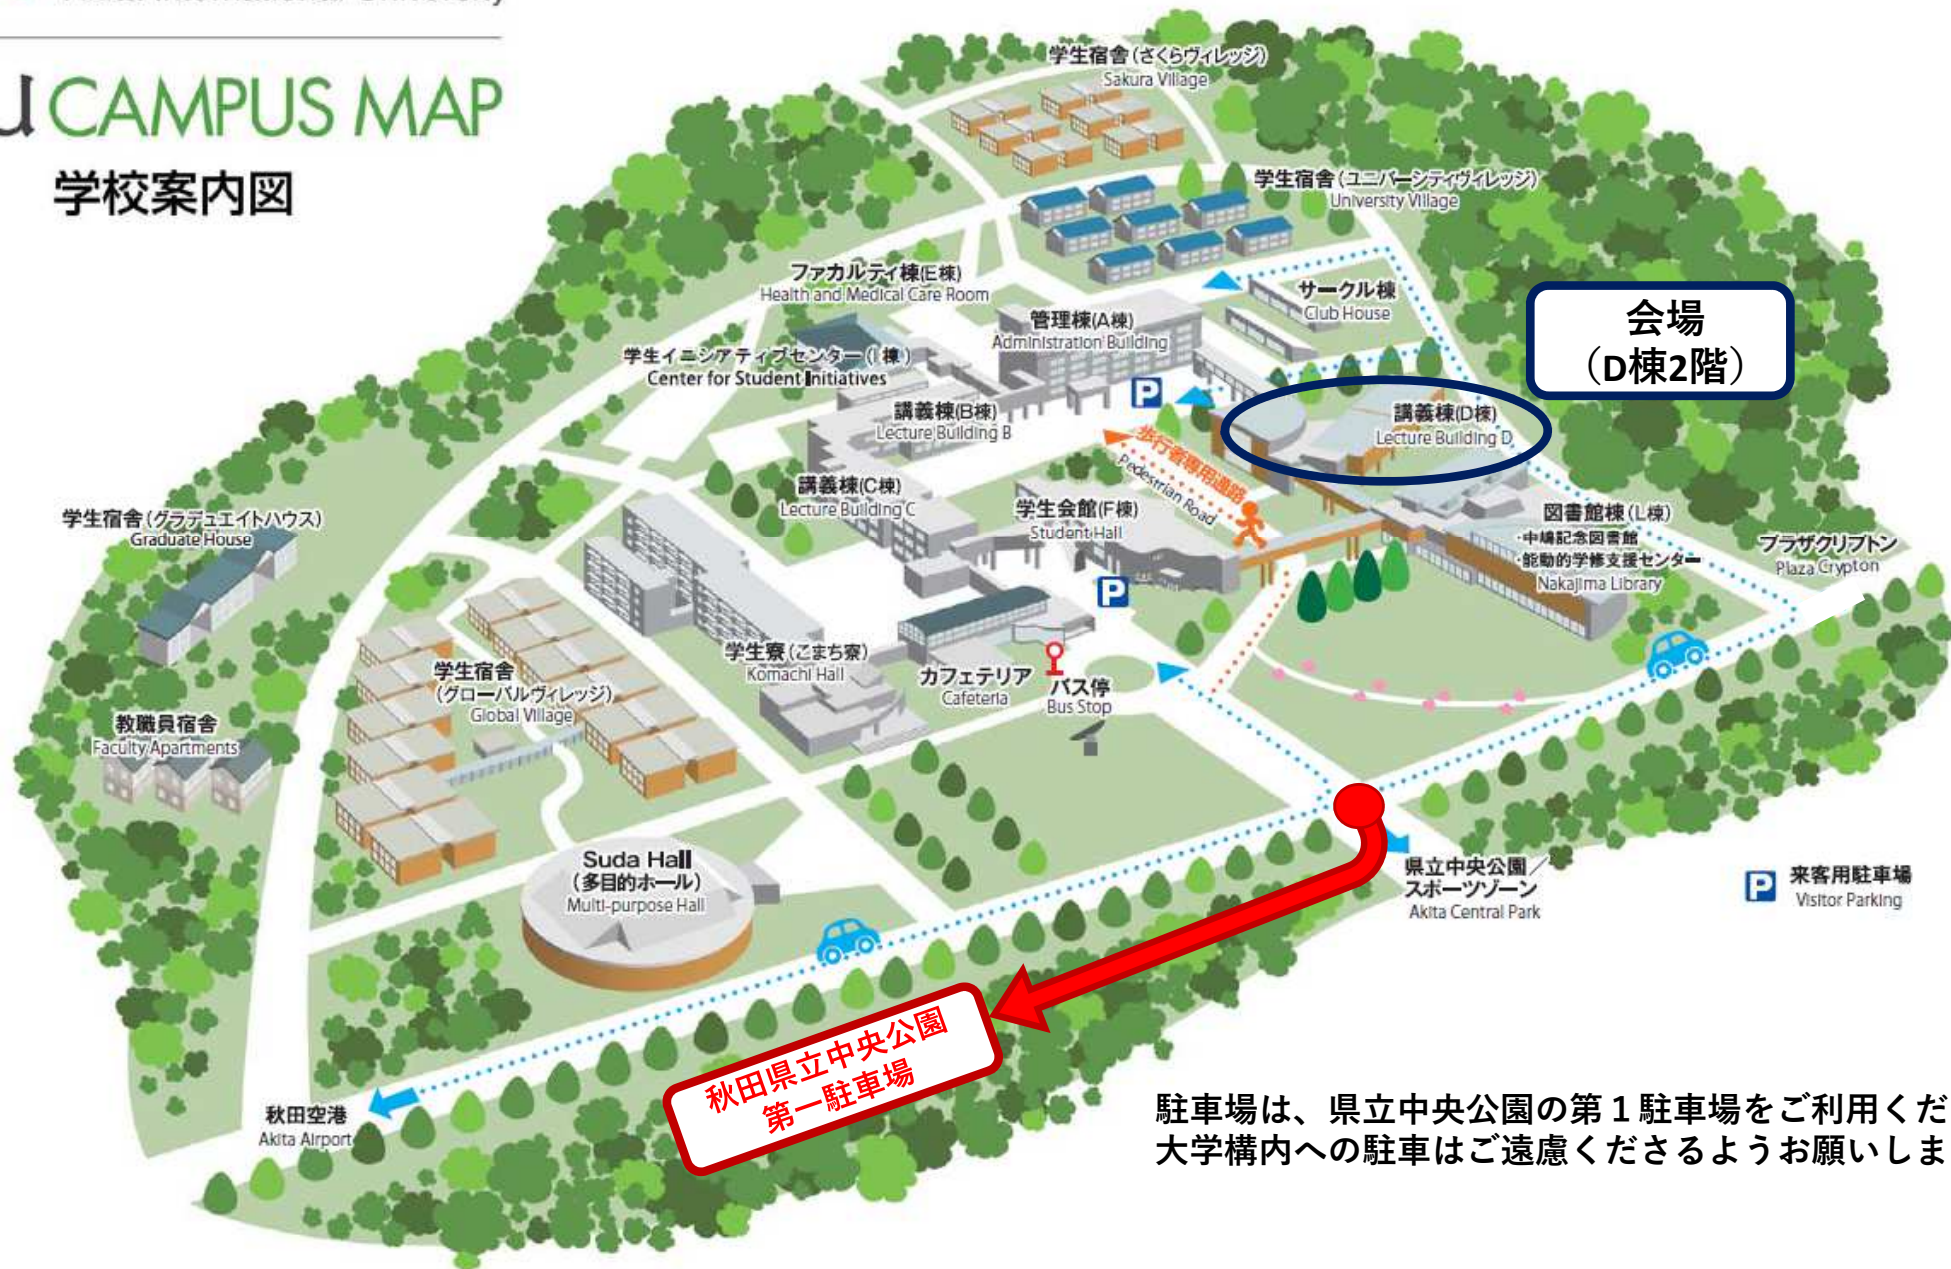 CAMPUS MAP
学校案内図
学生宿舎(さくらヴィレッジ)
Sakura Village
学生宿舎(ユニバーシティヴィレッジ)
University Village
ファカルティ棟(E棟)
Health and Medical Care Room
サークル棟
Club House
会場
（D棟2階）
管理棟(A棟)
Administration Building
学生イニシアティブセンター(I棟)
Center for Student Initiatives
P
講義棟(B棟)
Lecture Building B
講義棟(D棟)
Lecture Building D
歩行者専用通路
Pedestrian Road
講義棟(C棟)
Lecture Building C
学生会館(F棟)
Student Hall
図書館棟(L棟)
・中嶋記念図書館
・能動的学修支援センター
Nakajima Library
プラザクリプトン
Plaza Crypton
学生宿舎(グラデュエイトハウス)
Graduate House
P
学生寮(こまち寮)
Komachi Hall
カフェテリア
Cafeteria
バス停
Bus Stop
学生宿舎
(グローバルヴィレッジ)
Global Village
教職員宿舎
Faculty Apartments
Suda Hall
(多目的ホール)
Multi-purpose Hall
県立中央公園／
スポーツゾーン
Akita Central Park
P 来客用駐車場
Visitor Parking
秋田県立中央公園
第一駐車場
秋田空港
Akita Airport
駐車場は、県立中央公園の第１駐車場をご利用くだ
大学構内への駐車はご遠慮くださるようお願いしま